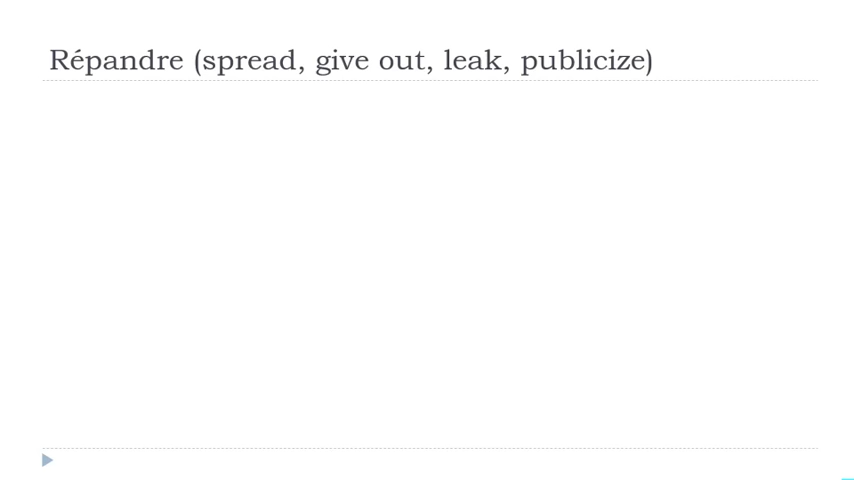 Répandre (spread, give out, leak, publicize)